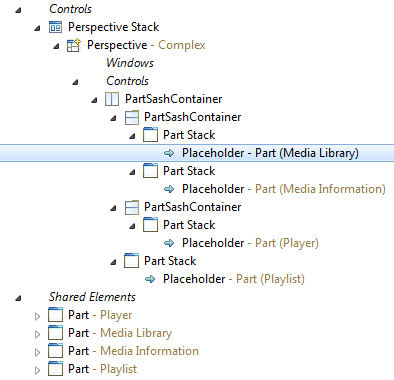 Controls
Perspective Stack
Perspective - Complex
Windows
Controls
PartSashContainer
PartSashContainer
Part Stack
Placeholder - Part (Media Library)
Part Stack
Placeholder - Part (Media Information)
PartSashContainer
Part Stack
Placeholder - Part (Player)
Part Stack
Placeholder - Part (Playlist)
Shared Elements
Part - Player
Part - Media Library
Part - Media Information
Part - Playlist